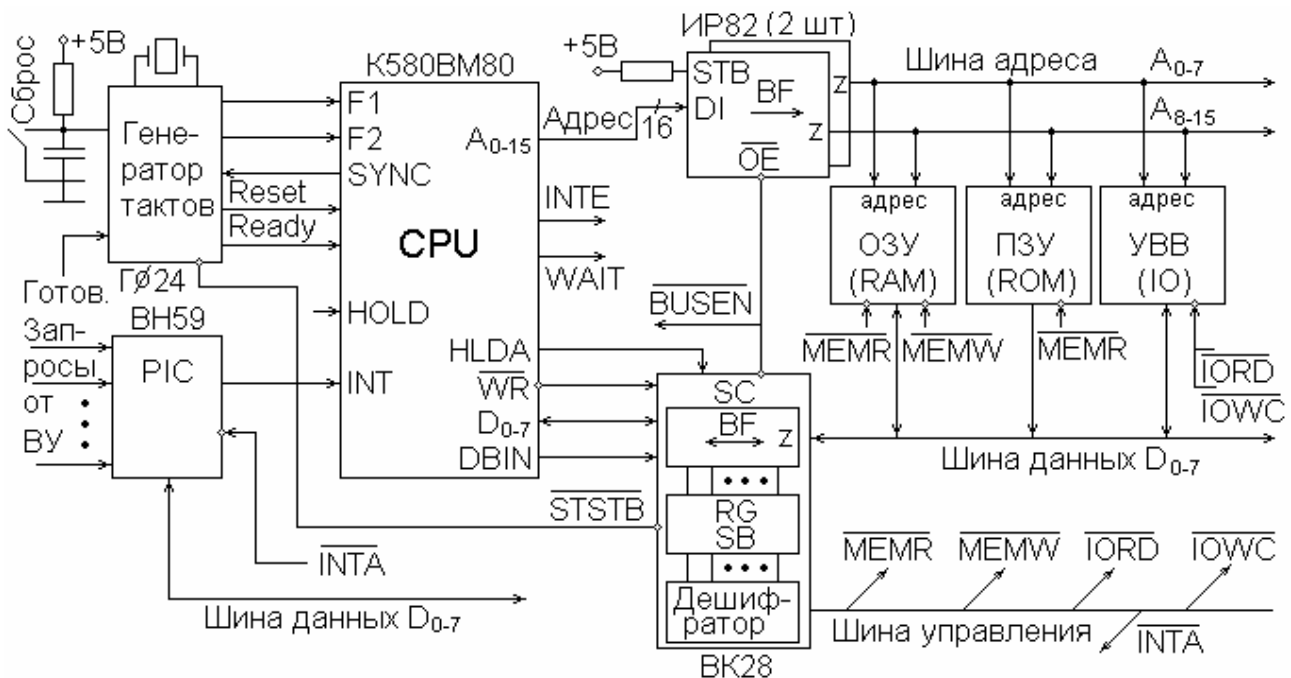 Сброс
+5В
Гене-
ратор
тактов
ГФ24
Готов.
Reset
Ready
К580ВМ80
F1
F2
SYNC
CPU
HOLD
INT
A0-15
INTE
WAIT
HLDA
WR
D0-7
DBIN
Адрес
16
+5В
ИР82 (2 шт)
STB
DI
BF
Z
Z
OE
Шина адреса
A0-7
A8-15
адрес
ОЗУ
(RAM)
адрес
ПЗУ
(ROM)
адрес
УВВ
(IO)
MEMR
MEMW
MEMR
IORD
IOWC
BUSEN
ВН59
Зап-
росы
от
ВУ
PIC
INTA
Шина данных D0-7
STSTB
SC
BF
Z
RG
SB
Дешиф-
ратор
ВК28
Шина данных D0-7
MEMR
MEMW
IORD
IOWC
Шина управления
INTA